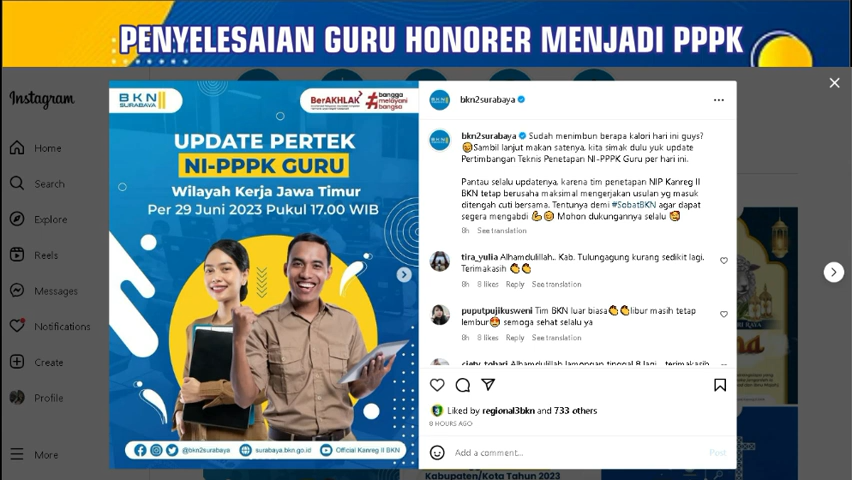 PENYELESAIAN GURU HONORER MENJADI PPPK
Instagram
Home
Search
Explore
Reels
Messages
Notifications
Create
Profile
More
BKN
SURABAYA
BerAKHLAK
#bangga
melayani
bangsa
UPDATE PERTEK
NI-PPPK GURU
Wilayah Kerja Jawa Timur
Per 29 Juni 2023 Pukul 17.00 WIB
@bkn2surabaya
surabaya.bkn.go.id
Official Kanreg II BKN
bkn2surabaya
bkn2surabaya Sudah menimbun berapa kalori hari ini guys?
😄Sambil lanjut makan satenya, kita simak dulu yuk update
Pertimbangan Teknis Penetapan NI-PPPK Guru per hari ini.
Pantau selalu updatenya, karena tim penetapan NIP Kanreg II
BKN tetap berusaha maksimal mengerjakan usulan yg masuk
ditengah cuti bersama. Tentunya demi #SobatBKN agar dapat
segera mengabdi 💪😊 Mohon dukungannya selalu 🥰
8h See translation
tira_yulia Alhamdulillah.. Kab. Tulungagung kurang sedikit lagi.
Terimakasih 👏👏
8h 8 likes Reply See translation
puputpujikusweni Tim BKN luar biasa👏👏libur masih tetap
lembur🤩 semoga sehat selalu ya
8h 8 likes Reply See translation
Alhamdulillah lamongan tinggal 8 lagi.. terimakasih
Liked by regional3bkn and 733 others
8 HOURS AGO
Add a comment...
Post
Kabupaten/Kota Tahun 2023